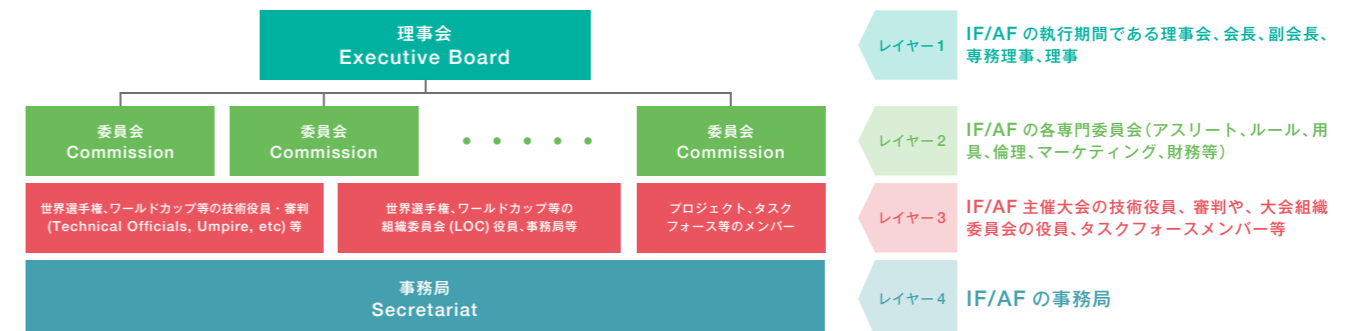 理事会
Executive Board
レイヤー1
IF/AF の執行期間である理事会、会長、副会長、
専務理事、理事
委員会
Commission
委員会
Commission
委員会
Commission
レイヤー2
IF/AF の各専門委員会(アスリート、ルール、用
具、倫理、マーケティング、財務等)
世界選手権、ワールドカップ等の技術役員・審判
(Technical Officials, Umpire, etc) 等
世界選手権、ワールドカップ等の
組織委員会 (LOC) 役員、事務局等
プロジェクト、タスク
フォース等のメンバー
レイヤー3
IF/AF 主催大会の技術役員、審判や、大会組織
委員会の役員、タスクフォースメンバー等
事務局
Secretariat
レイヤー4
IF/AF の事務局